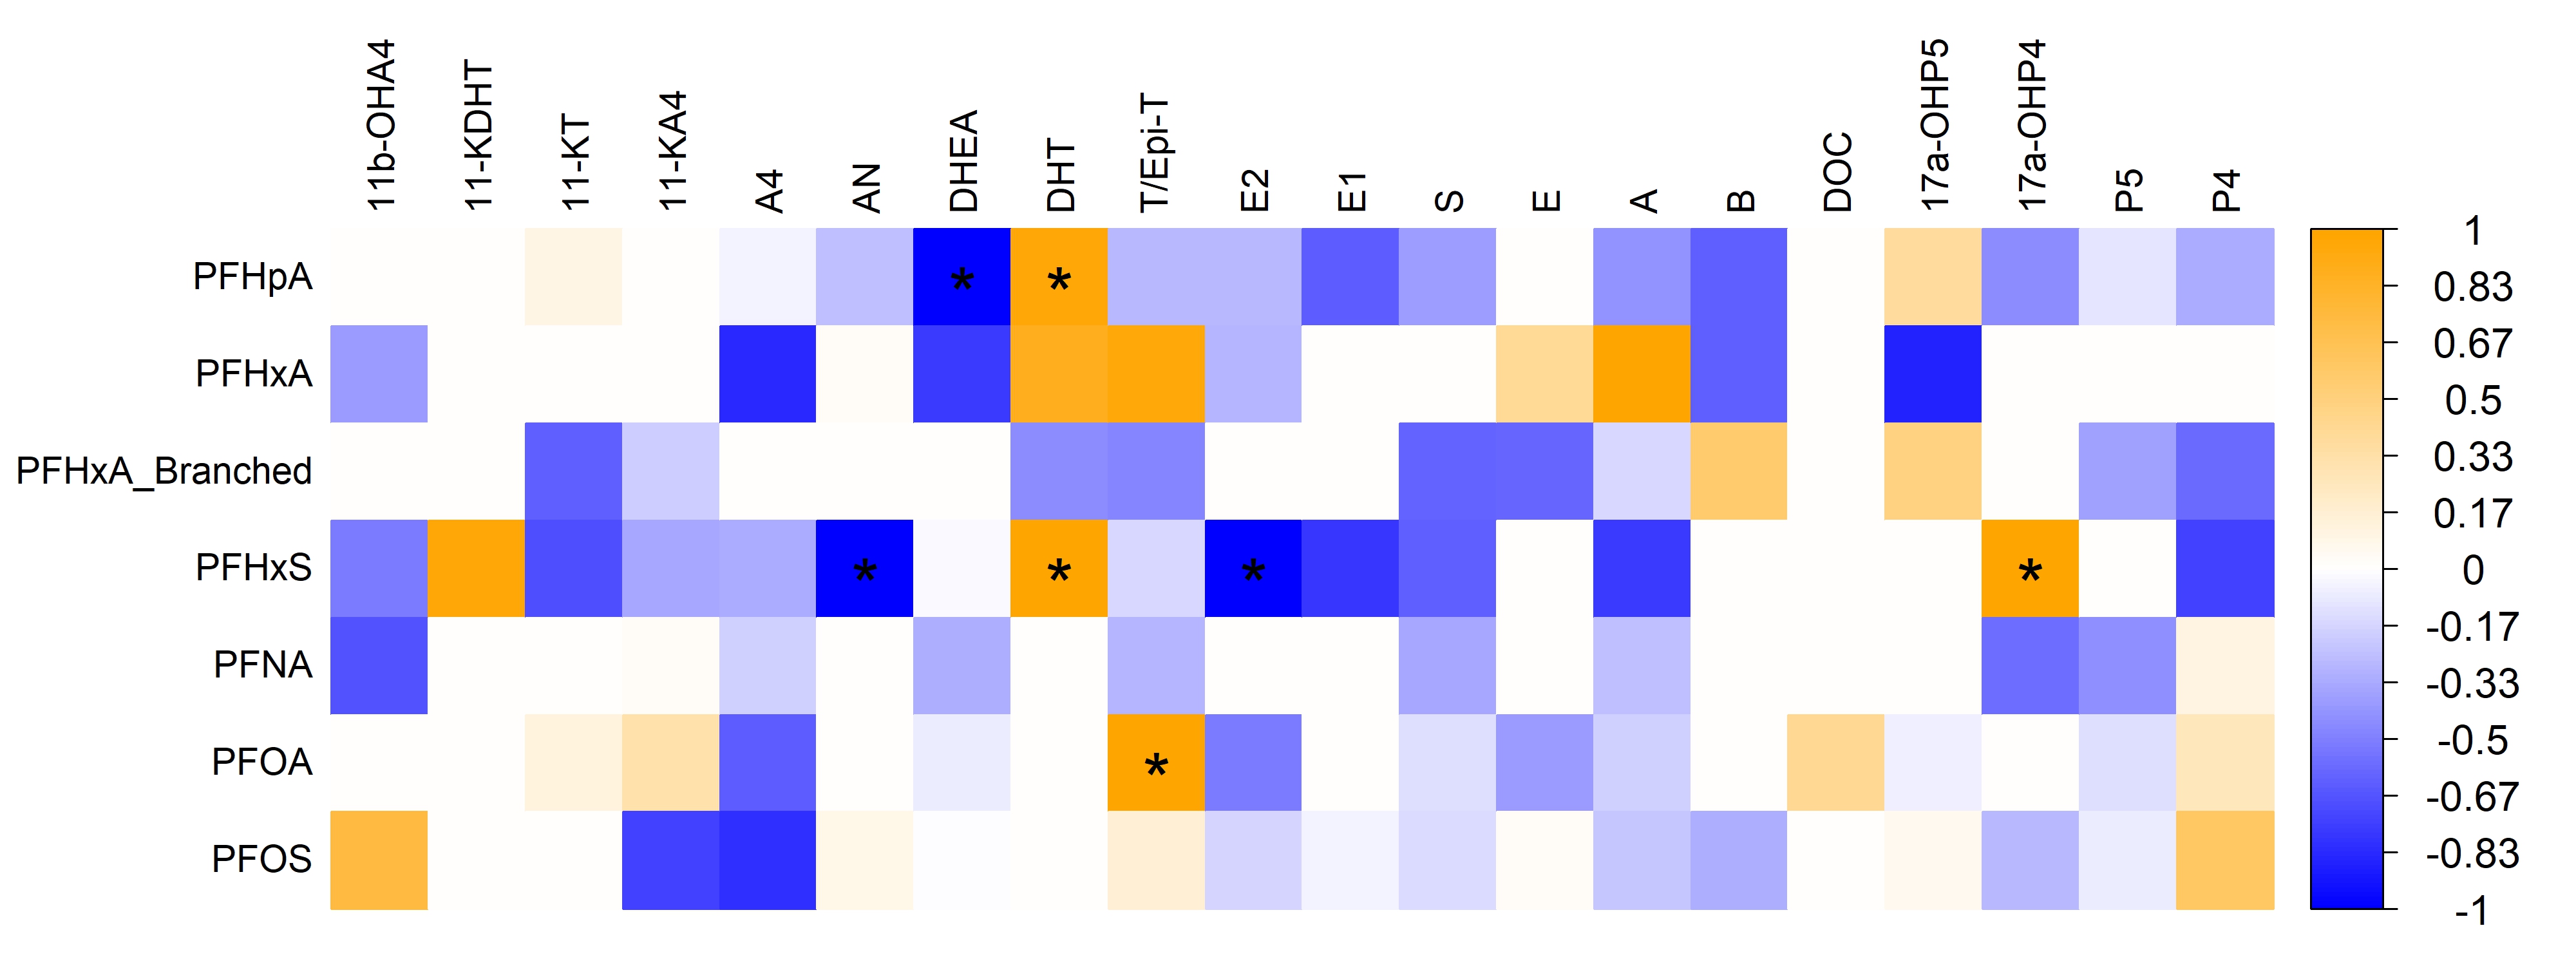 11b-OHA4
11-KDHT
11-KT
11-KA4
A4
AN
DHEA
DHT
T/Epi-T
E2
E1
S
E
A
B
DOC
17a-OHP5
17a-OHP4
P5
P4
PFHpA
* *
PFHxA
PFHxA_Branched
PFHxS
* * * *
PFNA
PFOA
*
PFOS
1
0.83
0.67
0.5
0.33
0.17
0
-0.17
-0.33
-0.5
-0.67
-0.83
-1